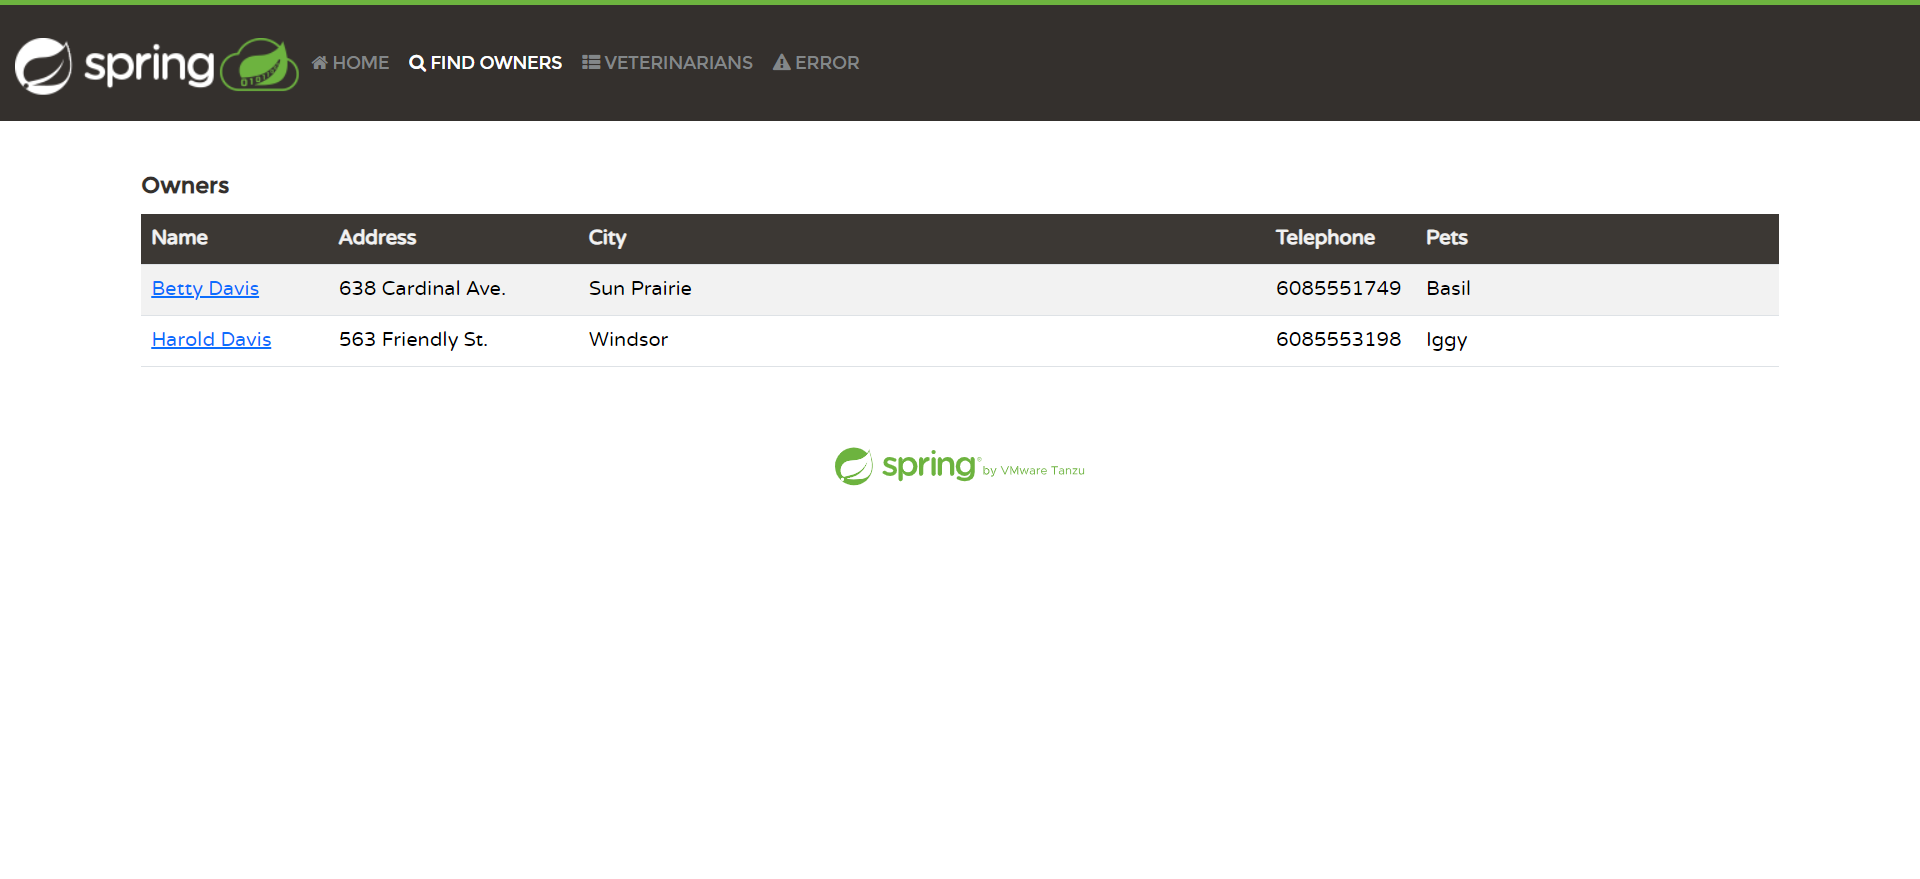 spring HOME FIND OWNERS VETERINARIANS ERROR
Owners
Name Address City Telephone Pets
Betty Davis 638 Cardinal Ave. Sun Prairie 6085551749 Basil
Harold Davis 563 Friendly St. Windsor 6085553198 Iggy
spring® by VMware Tanzu